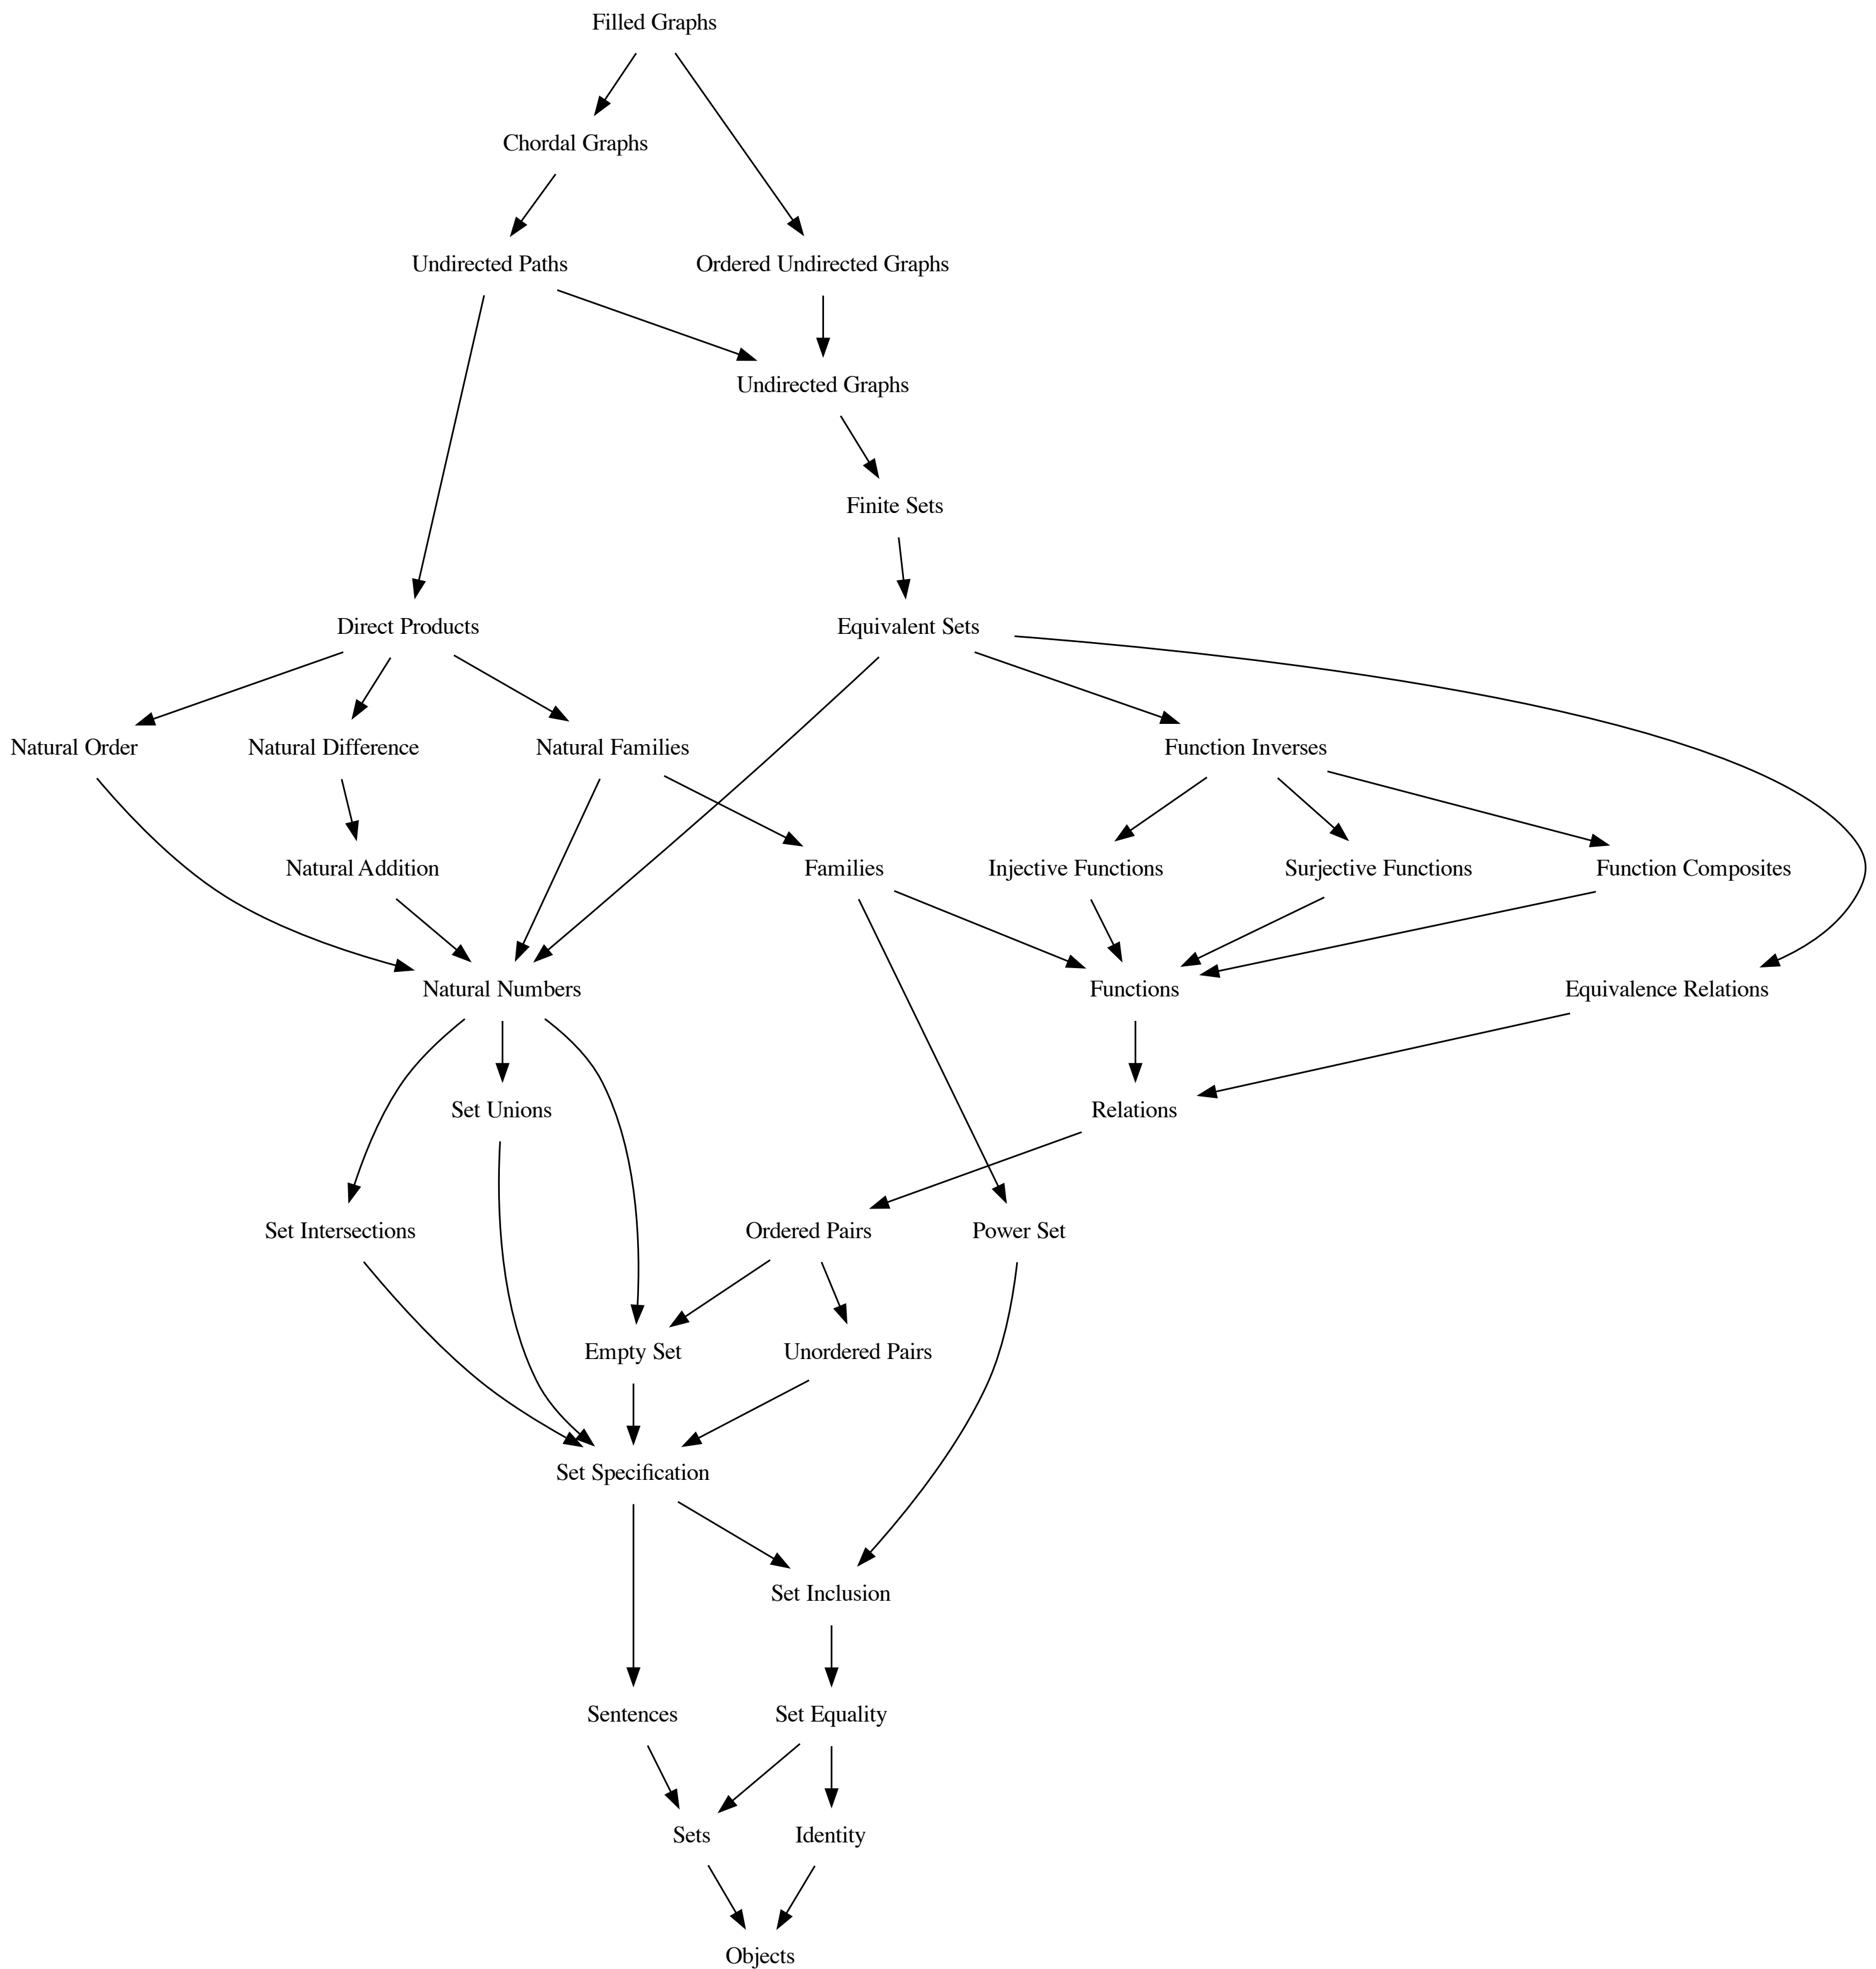 Filled Graphs
Chordal Graphs
Undirected Paths
Ordered Undirected Graphs
Undirected Graphs
Finite Sets
Direct Products
Equivalent Sets
Natural Order
Natural Difference
Natural Families
Function Inverses
Natural Addition
Families
Injective Functions
Surjective Functions
Function Composites
Natural Numbers
Functions
Equivalence Relations
Set Unions
Relations
Set Intersections
Ordered Pairs
Power Set
Empty Set
Unordered Pairs
Set Specification
Set Inclusion
Sentences
Set Equality
Sets
Identity
Objects